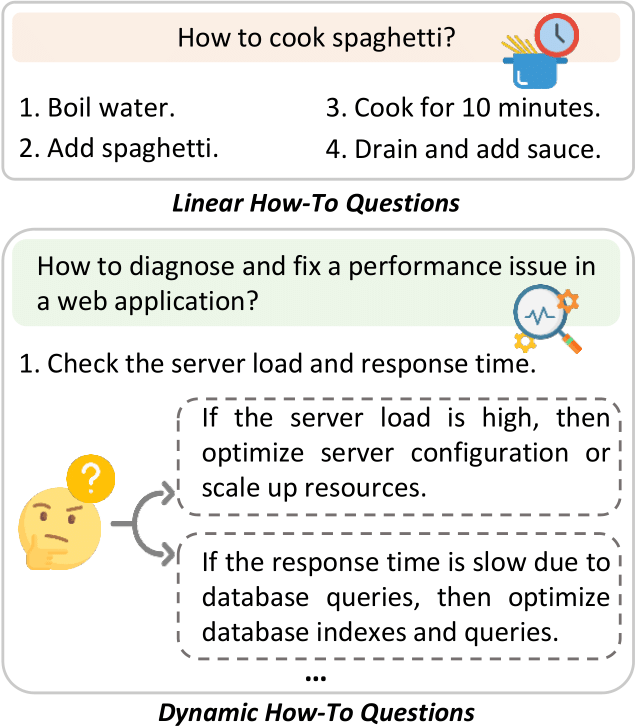 How to cook spaghetti?
1. Boil water.
2. Add spaghetti.
3. Cook for 10 minutes.
4. Drain and add sauce.
Linear How-To Questions
How to diagnose and fix a performance issue in
a web application?
1. Check the server load and response time.
?
If the server load is high, then
optimize server configuration or
scale up resources.
If the response time is slow due to
database queries, then optimize
database indexes and queries.
...
Dynamic How-To Questions